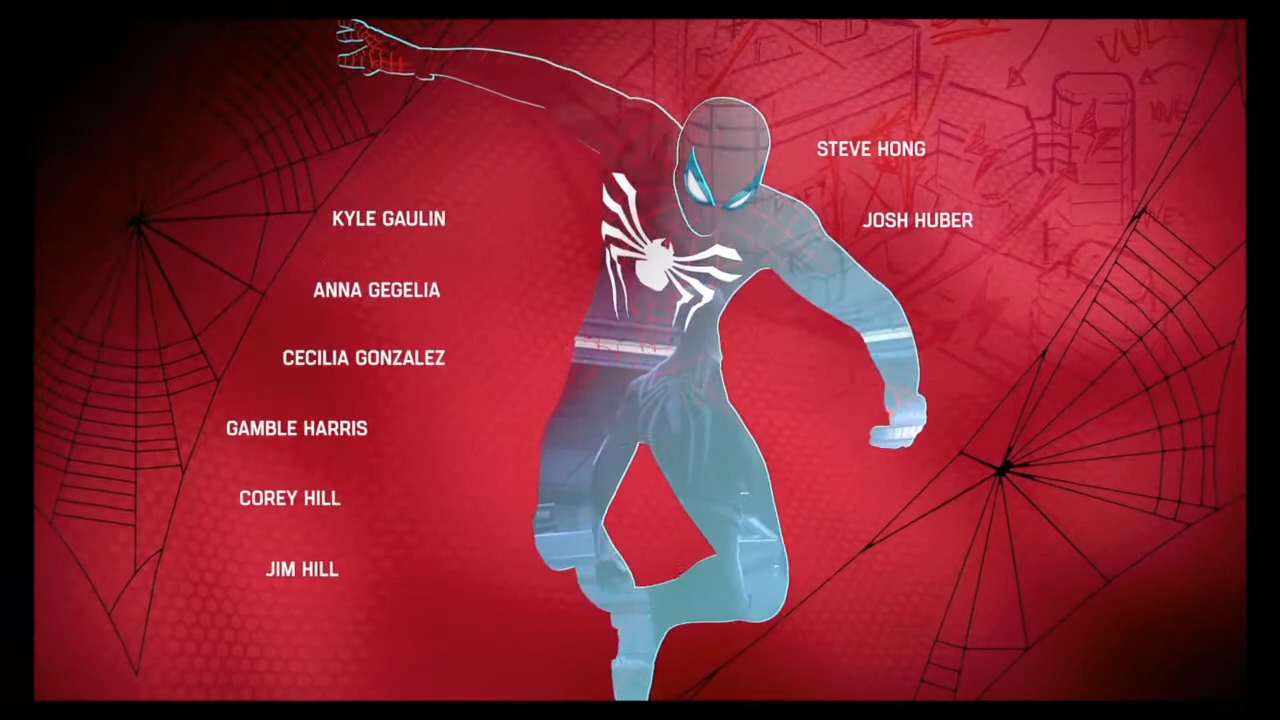 KYLE GAULIN
ANNA GEGELIA
CECILIA GONZALEZ
GAMBLE HARRIS
COREY HILL
JIM HILL
STEVE HONG
JOSH HUBER